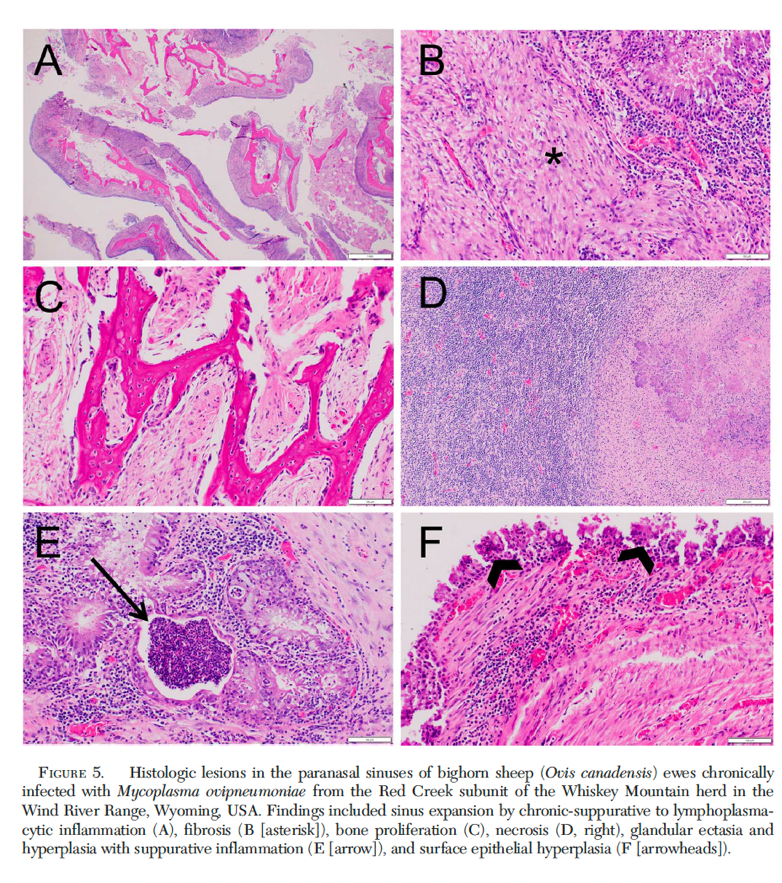 A
B
*
C
D
E
F
FIGURE 5. Histologic lesions in the paranasal sinuses of bighorn sheep (Ovis canadensis) ewes chronically
infected with Mycoplasma ovipneumoniae from the Red Creek subunit of the Whiskey Mountain herd in the
Wind River Range, Wyoming, USA. Findings included sinus expansion by chronic-suppurative to lymphoplasma-
cytic inflammation (A), fibrosis (B [asterisk]), bone proliferation (C), necrosis (D, right), glandular ectasia and
hyperplasia with suppurative inflammation (E [arrow]), and surface epithelial hyperplasia (F [arrowheads]).